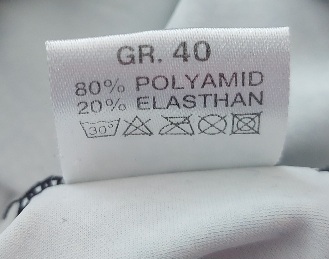 GR. 40
80% POLYAMID
20% ELASTHAN
30°